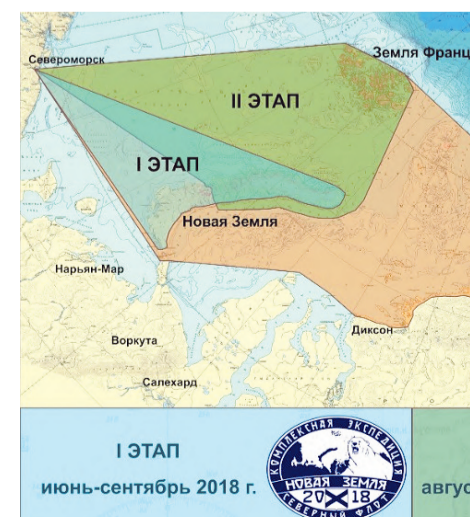 Североморск
Земля Франц
II ЭТАП
I ЭТАП
Новая Земля
Нарьян-Мар
Диксон
Воркута
Салехард
I ЭТАП
июнь-сентябрь 2018 г.
КОМПЛЕКСНАЯ ЭКСПЕДИЦИЯ
НОВАЯ ЗЕМЛЯ
20 18
СЕВЕРНЫЙ ФЛОТ
авгус